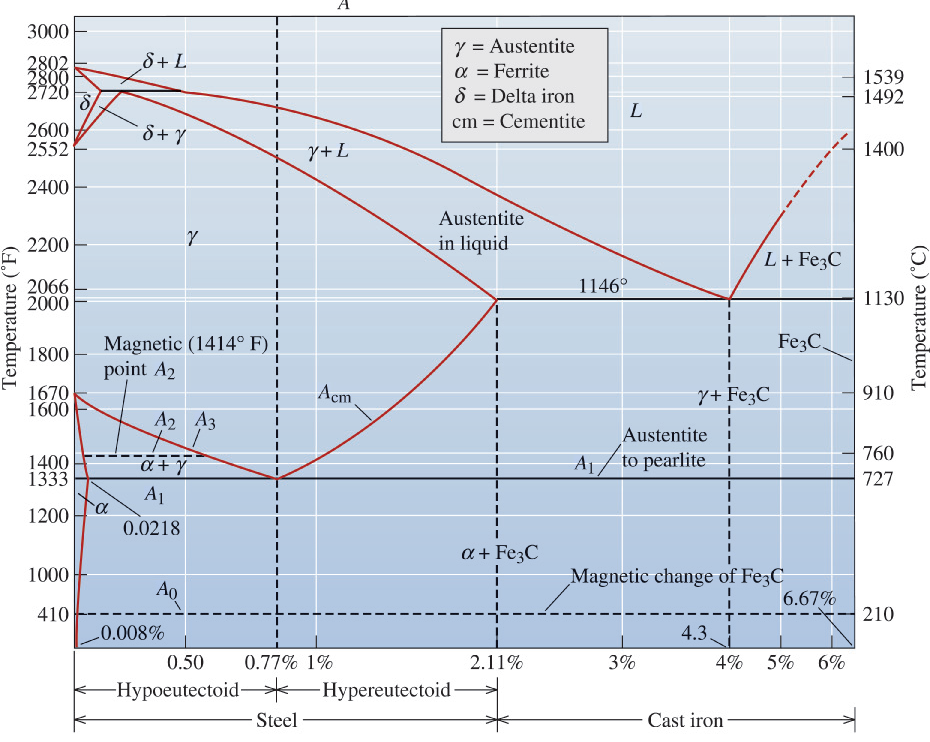 A
3000
2802
2800
2720
2600
2552
2400
2200
2066
2000
1800
1670
1600
1400
1333
1200
1000
410
Temperature (°F)
δ + L
δ
δ + γ
γ
γ + L
γ = Austentite
α = Ferrite
δ = Delta iron
cm = Cementite
L
Austentite
in liquid
1146°
L + Fe₃C
Fe₃C
Magnetic (1414° F)
point A₂
A₂
A₃
A꜀ₘ
γ + Fe₃C
α + γ
Austentite
to pearlite
A₁
A₁
α
0.0218
α + Fe₃C
Magnetic change of Fe₃C
A₀
6.67%
0.008%
4.3
1539
1492
1400
1130
910
760
727
210
Temperature (°C)
0.50
0.77%
1%
2.11%
3%
4%
5%
6%
Hypoeutectoid
Hypereutectoid
Steel
Cast iron